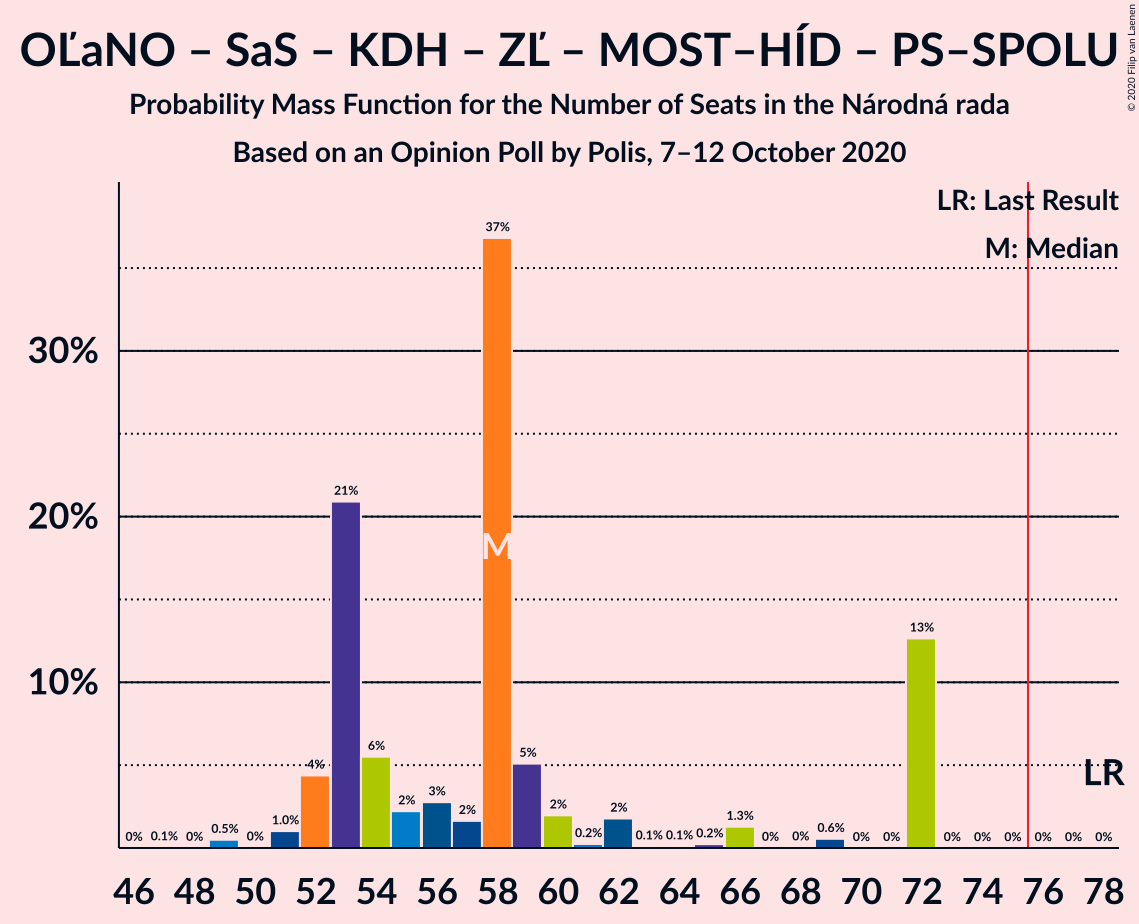 OĽaNO – SaS – KDH – ZĽ – MOST–HÍD – PS–SPOLU
Probability Mass Function for the Number of Seats in the Národná rada
Based on an Opinion Poll by Polis, 7–12 October 2020
© 2020 Filip van Laenen
LR: Last Result
M: Median
37%
30%
21%
20%
M
13%
10%
6%
5%
4%
LR
3%
2%
2%
2%
2%
1.3%
1.0%
0% 0.1% 0% 0.5% 0% 0.2% 0.1% 0.1% 0.2% 0% 0% 0.6% 0% 0% 0% 0% 0% 0% 0% 0%
46 48 50 52 54 56 58 60 62 64 66 68 70 72 74 76 78